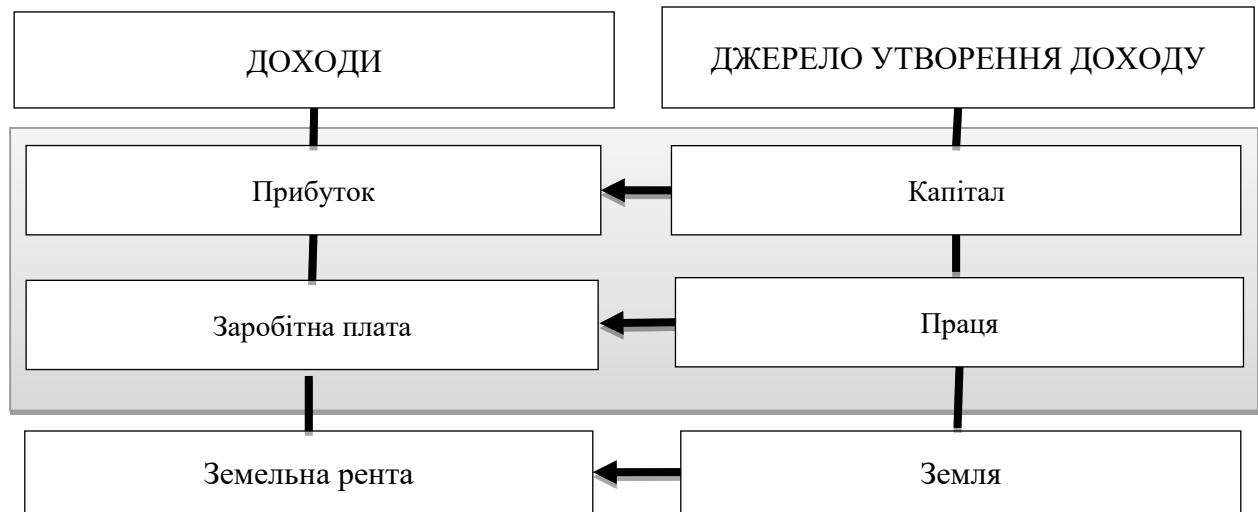 ДОХОДИ
ДЖЕРЕЛО УТВОРЕННЯ ДОХОДУ
Прибуток
Капітал
Заробітна плата
Праця
Земельна рента
Земля